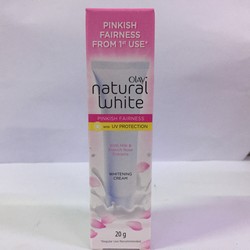 PINKISH
FAIRNESS
FROM 1ST USE*
OLAY
natural
white
PINKISH FAIRNESS
with UV PROTECTION
WHITENING
CREAM
20 g